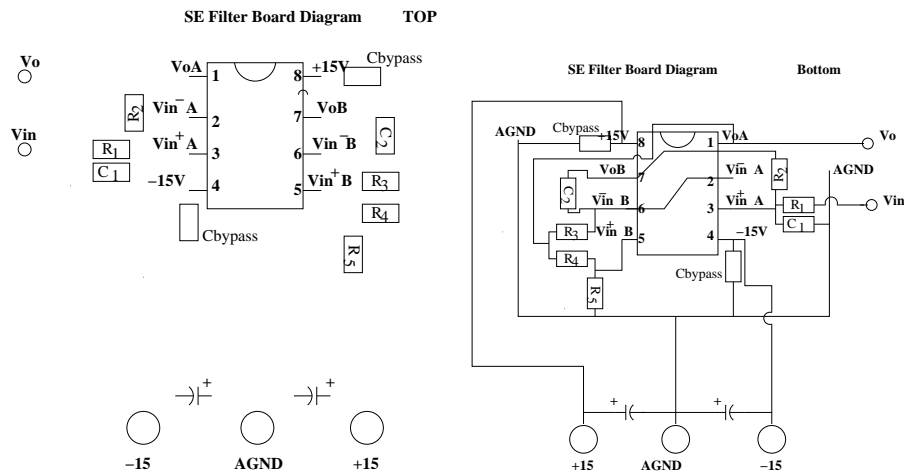 SE Filter Board Diagram TOP
Vo
Vin
VoA 1 8 +15V Cbypass
R2 Vin- A 2 7 VoB
R1 Vin+ A 3 6 Vin- B C2
C1 −15V 4 5 Vin+ B R3
R4
Cbypass
R5
+ +
−15 AGND +15
SE Filter Board Diagram Bottom
AGND Cbypass +15V 8 1 VoA Vo
VoB 7 2 Vin- A R2 AGND
C2 Vin- B 6 3 Vin+ A R1 Vin
R3 Vin+ B 5 4 −15V C1
R4 Cbypass
R5
+ +
+15 AGND −15